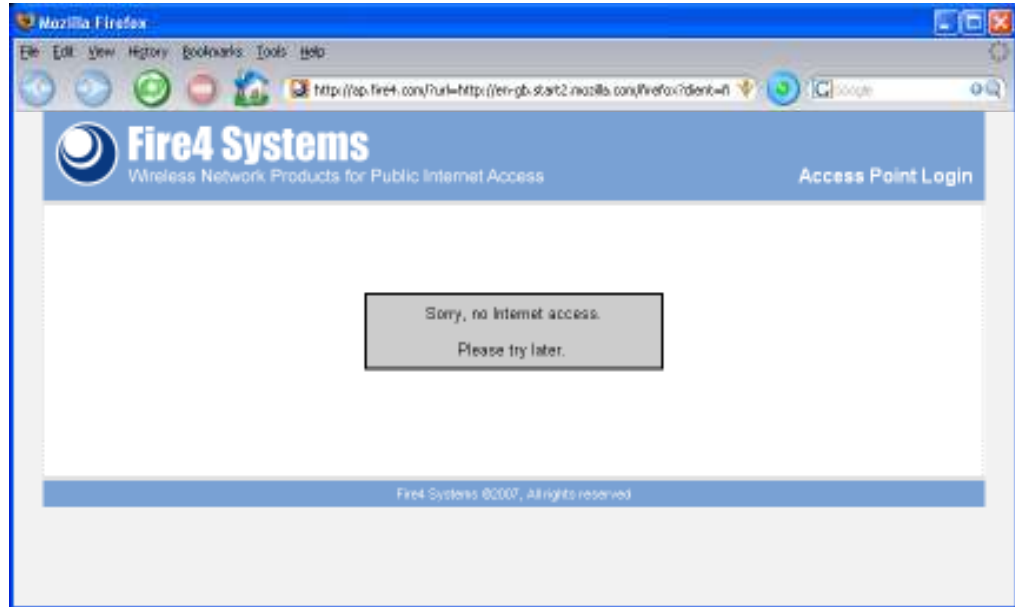 Mozilla Firefox
File Edit View History Bookmarks Tools Help
http://ap.fire4.com/?url=http://en-gb.start2.mozilla.com/firefox?client=fi
Google
Fire4 Systems
Wireless Network Products for Public Internet Access
Access Point Login
Sorry, no Internet access.
Please try later.
Fire4 Systems ©2007, All rights reserved